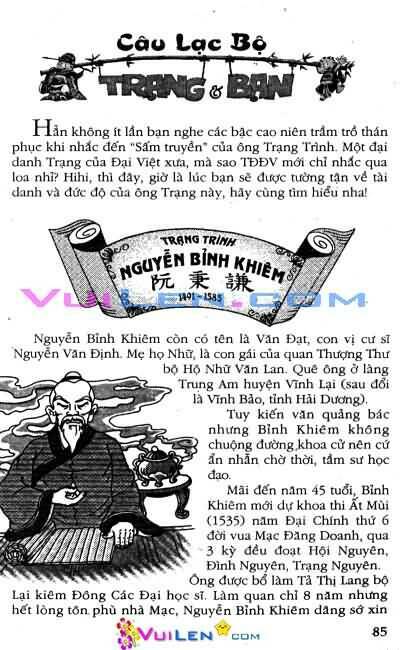 Câu Lạc Bộ
TRẠNG & BẠN
Hẳn không ít lần bạn nghe các bậc cao niên trầm trồ thán
phục khi nhắc đến "Sấm truyền" của ông Trạng Trình. Một đại
danh Trạng của Đại Việt xưa, mà sao TĐĐV mới chỉ nhắc qua
loa nhỉ? Hihi, thì đây, giờ là lúc bạn sẽ được tường tận về tài
danh và đức độ của ông Trạng này, hãy cùng tìm hiểu nha!
TRẠNG TRÌNH
NGUYỄN BỈNH KHIÊM
阮 秉 謙
1491 - 1585
VUILEN.COM
Nguyễn Bỉnh Khiêm còn có tên là Văn Đạt, con vị cư sĩ
Nguyễn Văn Định. Mẹ họ Nhữ, là con gái của quan Thượng Thư
bộ Hộ Nhữ Văn Lan. Quê ông ở làng
Trung Am huyện Vĩnh Lại (sau đổi
là Vĩnh Bảo, tỉnh Hải Dương).
Tuy kiến văn quảng bác
nhưng Bỉnh Khiêm không
chuộng đường khoa cử nên cứ
ẩn nhẫn chờ thời, tầm sư học
đạo.
Mãi đến năm 45 tuổi, Bỉnh
Khiêm mới dự khoa thi Ất Mùi
(1535) năm Đại Chính thứ 6
đời vua Mạc Đăng Doanh, qua
3 kỳ đều đoạt Hội Nguyên,
Đình Nguyên, Trạng Nguyên.
Ông được bổ làm Tả Thị Lang bộ
Lại kiêm Đông Các Đại học sĩ. Làm quan chỉ 8 năm nhưng
hết lòng tôn phù nhà Mạc, Nguyễn Bỉnh Khiêm dâng sớ xin
85
VUILEN.COM